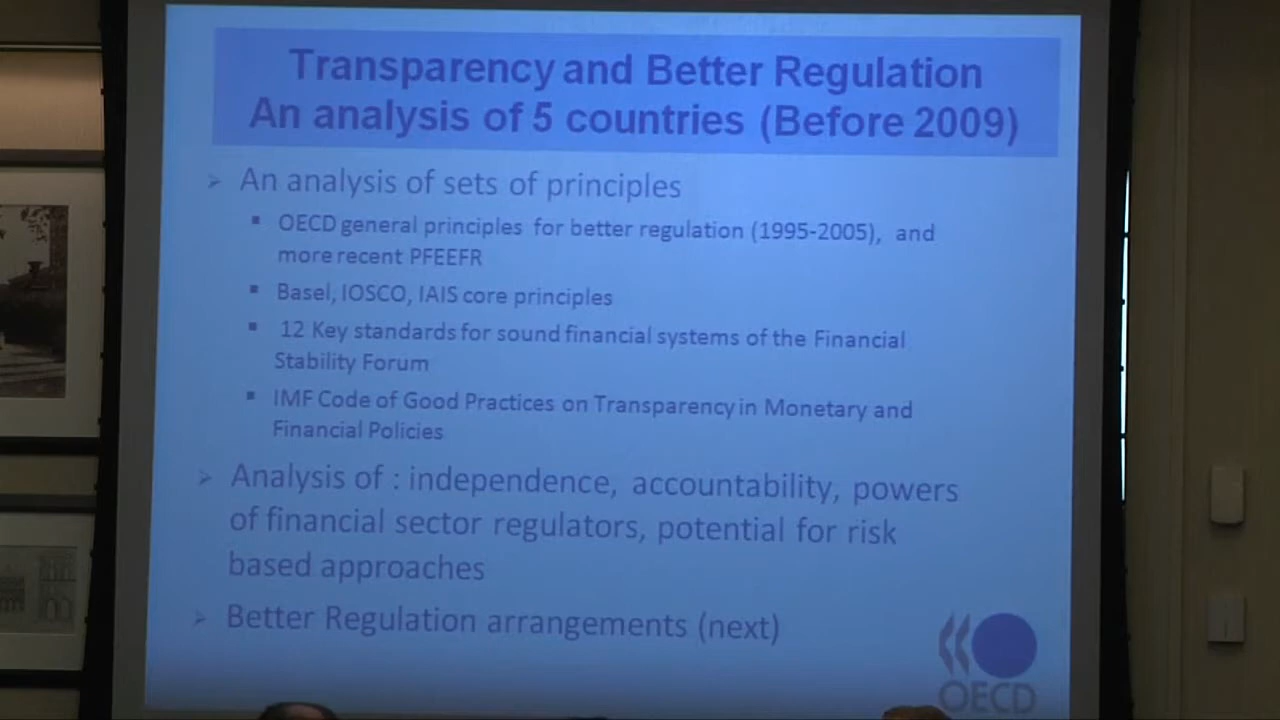 Transparency and Better Regulation
An analysis of 5 countries (Before 2009)
An analysis of sets of principles
OECD general principles for better regulation (1995-2005), and
more recent PFEEFR
Basel, IOSCO, IAIS core principles
12 Key standards for sound financial systems of the Financial
Stability Forum
IMF Code of Good Practices on Transparency in Monetary and
Financial Policies
Analysis of : independence, accountability, powers
of financial sector regulators, potential for risk
based approaches
Better Regulation arrangements (next)
OECD